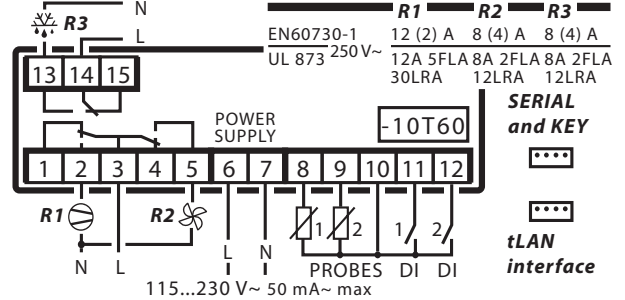 N
R3
L
R1 R2 R3
EN60730-1 12 (2) A 8 (4) A 8 (4) A
250 V~
UL 873 12A 5FLA 8A 2FLA 8A 2FLA
30LRA 12LRA 12LRA
13 14 15
SERIAL
and KEY
POWER
SUPPLY
-10T60
1 2 3 4 5 6 7 8 9 10 11 12
R1 R2 1 2 1 2
L N
N L PROBES DI DI
115...230 V~ 50 mA~ max
tLAN
interface